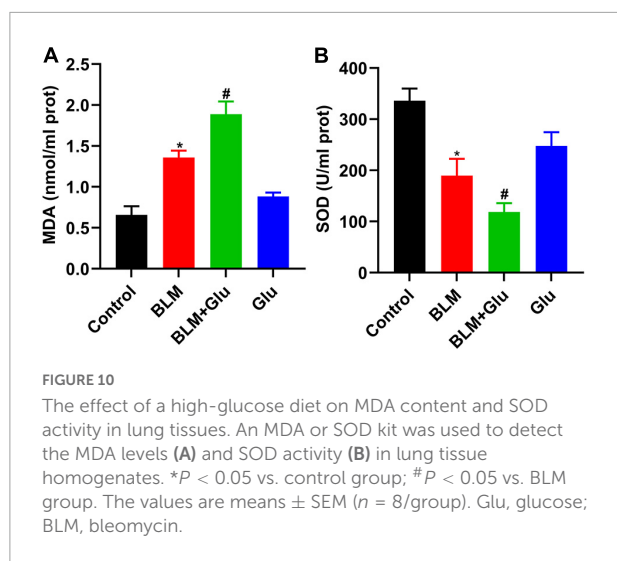 A
MDA (nmol/ml prot)
2.5
2.0
1.5
1.0
0.5
0.0
*
#
Control
BLM
BLM+Glu
Glu
B
SOD (U/ml prot)
400
300
200
100
0
*
#
Control
BLM
BLM+Glu
Glu
FIGURE 10
The effect of a high-glucose diet on MDA content and SOD
activity in lung tissues. An MDA or SOD kit was used to detect
the MDA levels (A) and SOD activity (B) in lung tissue
homogenates. *P < 0.05 vs. control group; #P < 0.05 vs. BLM
group. The values are means ± SEM (n = 8/group). Glu, glucose;
BLM, bleomycin.